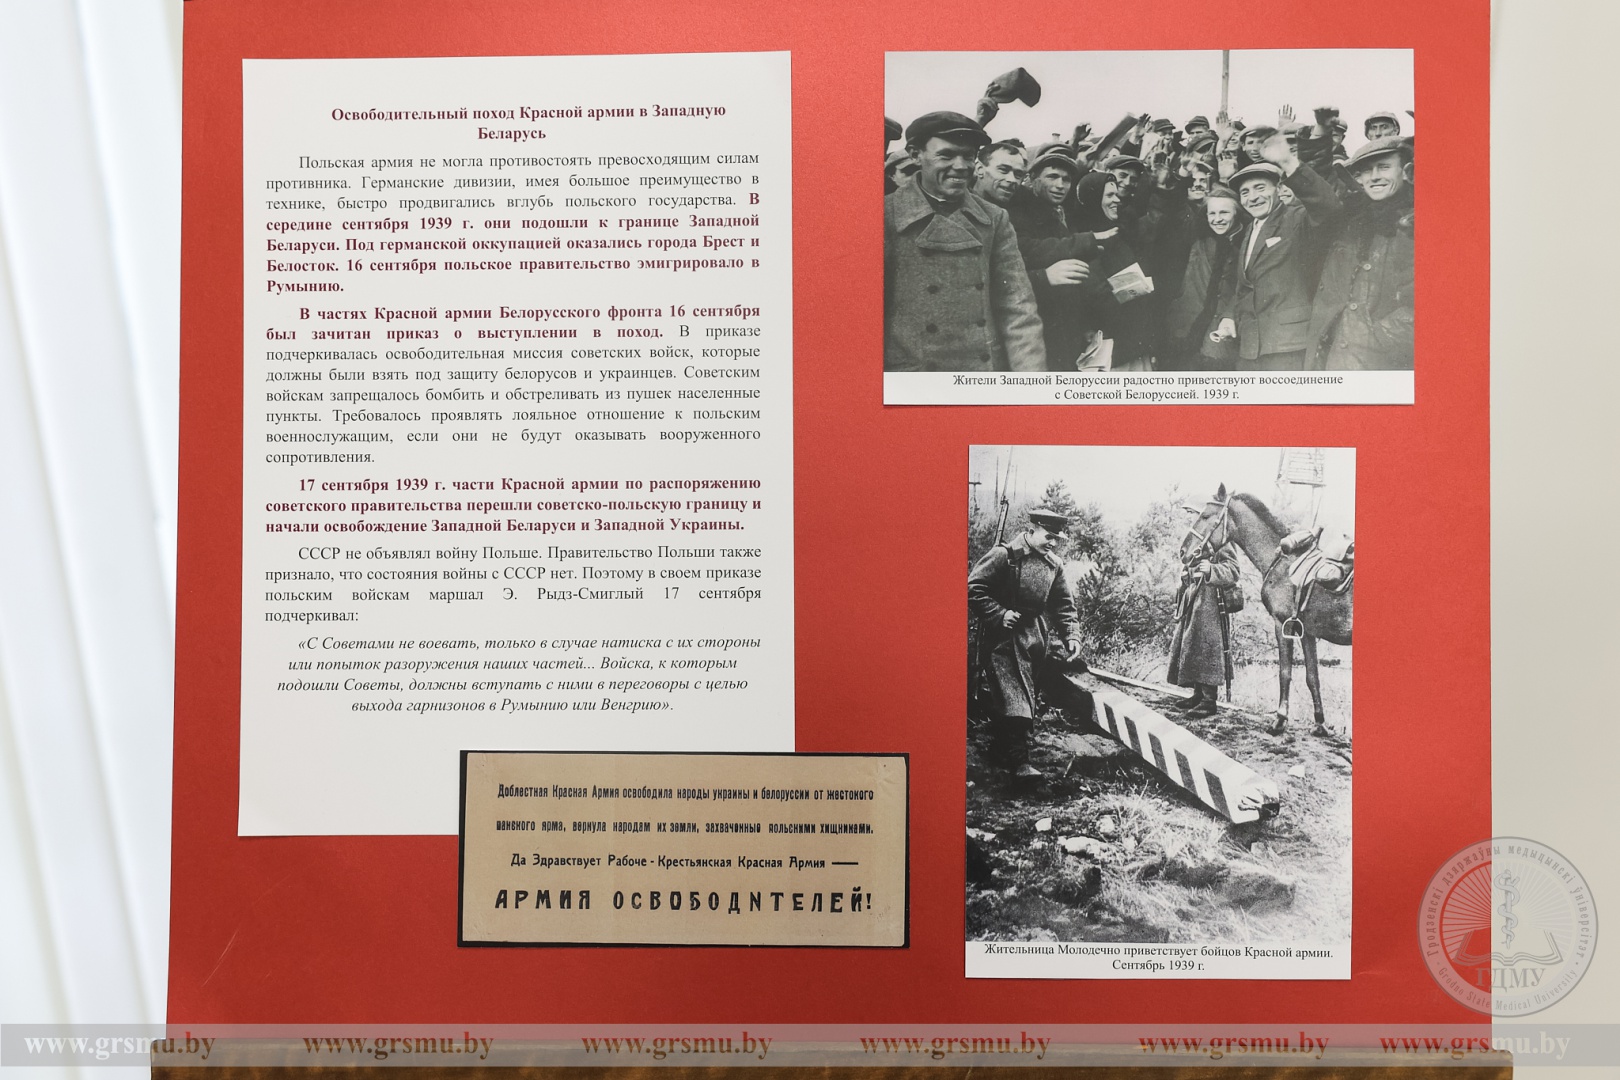 Освободительный поход Красной армии в Западную
Беларусь
Польская армия не могла противостоять превосходящим силам
противника. Германские дивизии, имея большое преимущество в
технике, быстро продвигались вглубь польского государства. В
середине сентября 1939 г. они подошли к границе Западной
Беларуси. Под германской оккупацией оказались города Брест и
Белосток. 16 сентября польское правительство эмигрировало в
Румынию.
В частях Красной армии Белорусского фронта 16 сентября
был зачитан приказ о выступлении в поход. В приказе
подчеркивалась освободительная миссия советских войск, которые
должны были взять под защиту белорусов и украинцев. Советским
войскам запрещалось бомбить и обстреливать из пушек населенные
пункты. Требовалось проявлять лояльное отношение к польским
военнослужащим, если они не будут оказывать вооруженного
сопротивления.
17 сентября 1939 г. части Красной армии по распоряжению
советского правительства перешли советско-польскую границу и
начали освобождение Западной Беларуси и Западной Украины.
СССР не объявлял войну Польше. Правительство Польши также
признало, что состояния войны с СССР нет. Поэтому в своем приказе
польским войскам маршал Э. Рыдз-Смиглый 17 сентября
подчеркивал:
«С Советами не воевать, только в случае натиска с их стороны
или попыток разоружения наших частей... Войска, к которым
подошли Советы, должны вступать с ними в переговоры с целью
выхода гарнизонов в Румынию или Венгрию».
Доблестная Красная Армия освободила народы украины и белоруссии от жестокого
панского ярма, вернула народам их земли, захваченные польскими хищниками.
Да Здравствует Рабоче-Крестьянская Красная Армия —
АРМИЯ ОСВОБОДИТЕЛЕЙ!
Жители Западной Белоруссии радостно приветствуют воссоединение
с Советской Белоруссией. 1939 г.
Жительница Молодечно приветствует бойцов Красной армии.
Сентябрь 1939 г.
Гродзенскі дзяржаўны медыцынскі ўніверсітэт
ГДМУ
Grodno State Medical University
www.grsmu.by www.grsmu.by www.grsmu.by www.grsmu.by www.grsmu.by www.grsmu.by